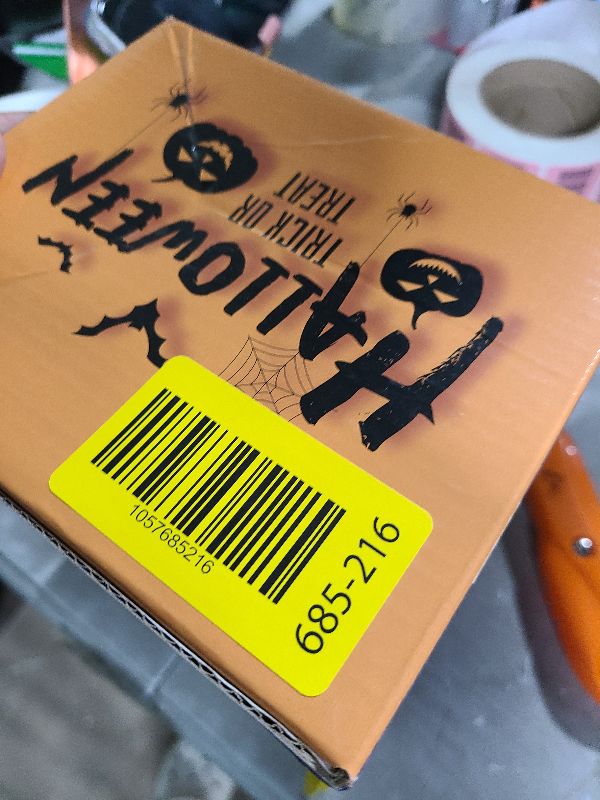 HALLOWEEN
TRICK OR
TREAT
1057685216
685-216